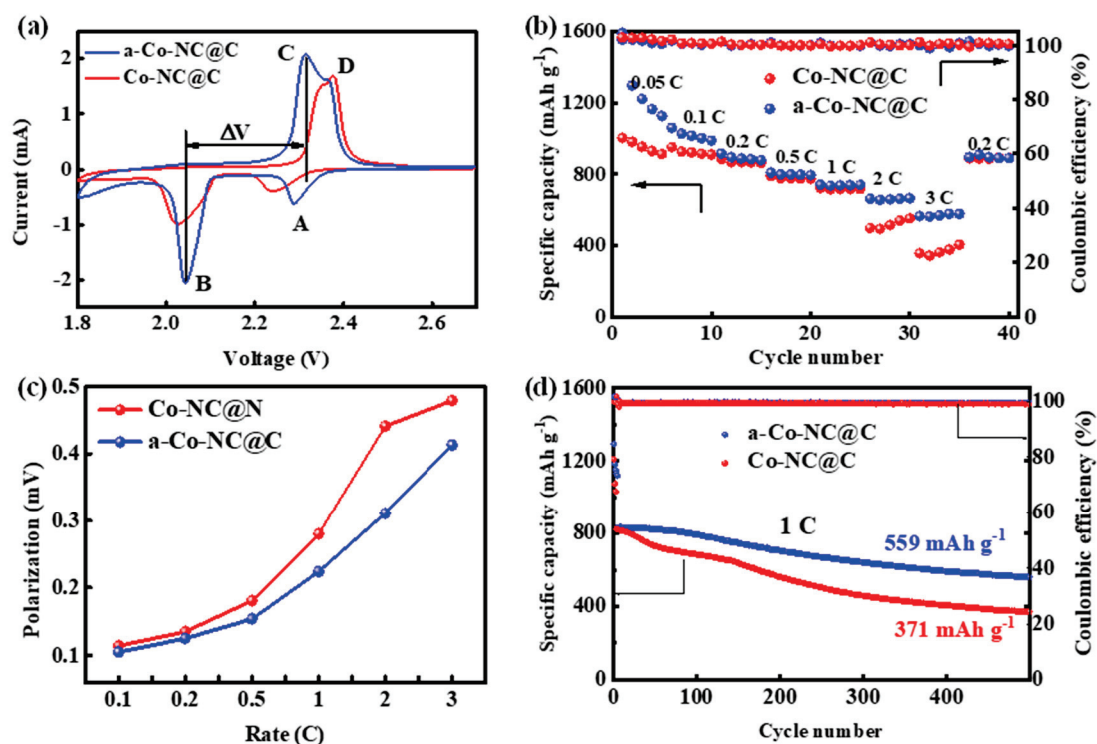 (a)
a-Co-NC@C
Co-NC@C
C
D
ΔV
A
B
Current (mA)
2
1
0
-1
-2
1.8
2.0
2.2
2.4
2.6
Voltage (V)
(b)
Co-NC@C
a-Co-NC@C
0.05 C
0.1 C
0.2 C
0.5 C
1 C
2 C
3 C
0.2 C
Specific capacity (mAh g-1)
1600
1200
800
400
0
0
10
20
30
40
Cycle number
100
80
60
40
20
0
Coulombic efficiency (%)
(c)
Co-NC@N
a-Co-NC@C
Polarization (mV)
0.5
0.4
0.3
0.2
0.1
0.1
0.2
0.5
1
2
3
Rate (C)
(d)
a-Co-NC@C
Co-NC@C
1 C
559 mAh g-1
371 mAh g-1
Specific capacity (mAh g-1)
1600
1200
800
400
0
0
100
200
300
400
Cycle number
100
80
60
40
20
0
Coulombic efficiency (%)